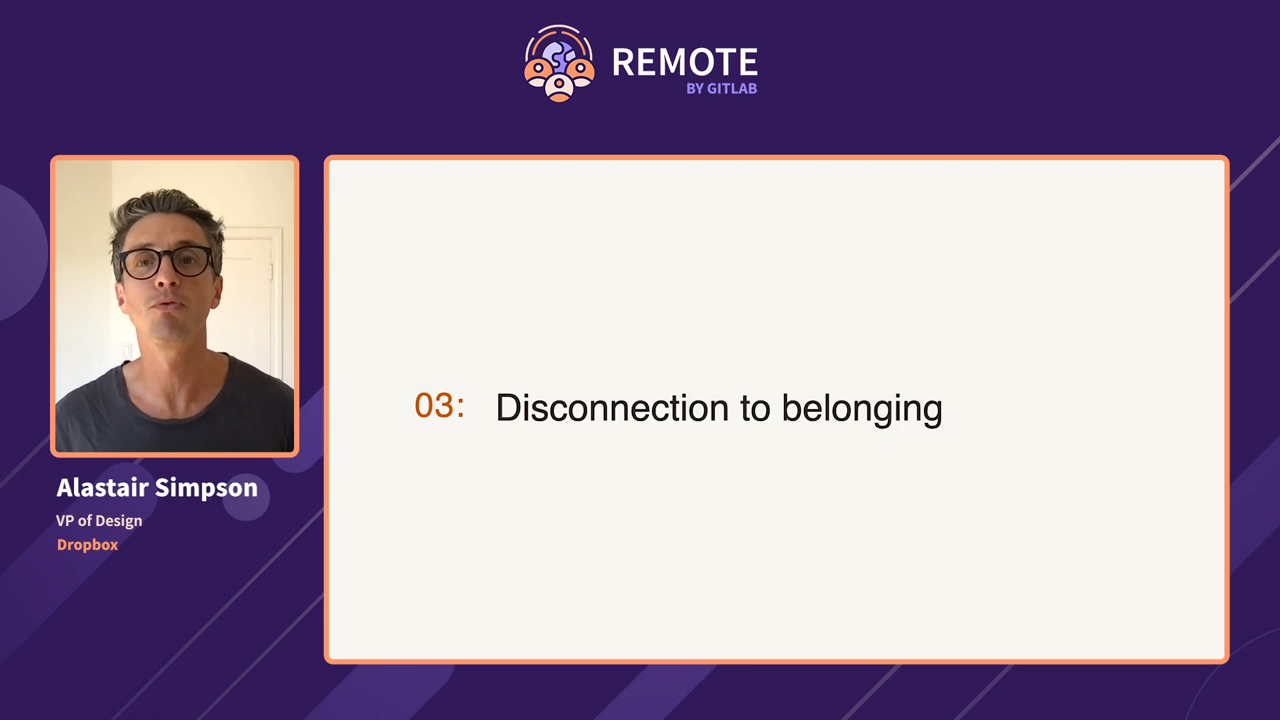 REMOTE
BY GITLAB
03: Disconnection to belonging
Alastair Simpson
VP of Design
Dropbox